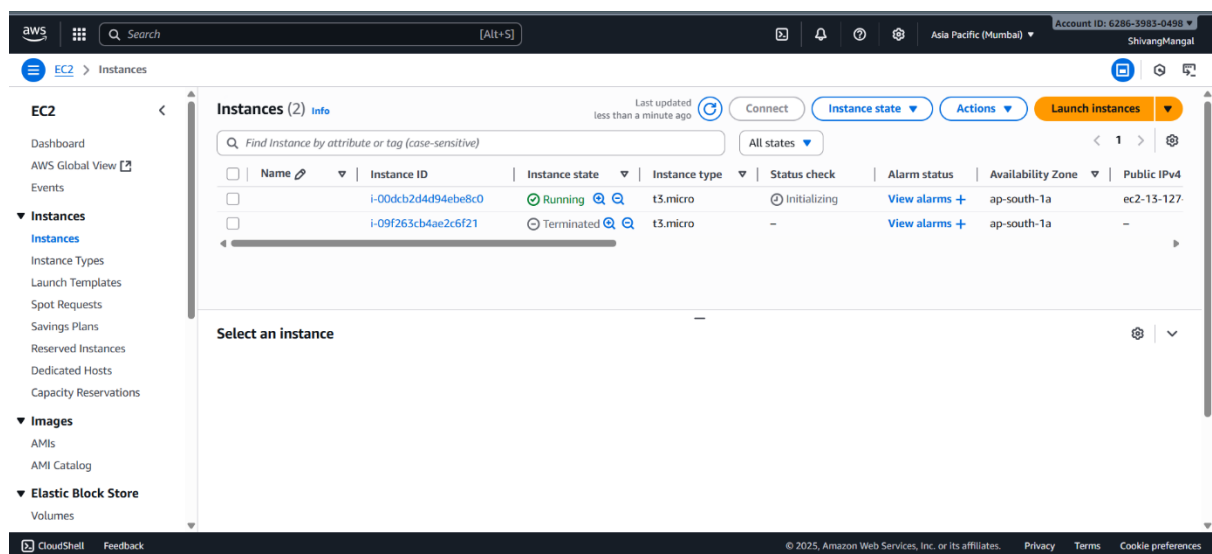 aws
Search [Alt+S]
Asia Pacific (Mumbai) ▼
Account ID: 6286-3983-0498 ▼
ShivangMangal
EC2 > Instances
EC2
Dashboard
AWS Global View
Events
▼ Instances
Instances
Instance Types
Launch Templates
Spot Requests
Savings Plans
Reserved Instances
Dedicated Hosts
Capacity Reservations
▼ Images
AMIs
AMI Catalog
▼ Elastic Block Store
Volumes
Instances (2) Info
Last updated
less than a minute ago
Connect
Instance state ▼
Actions ▼
Launch instances ▼
Find Instance by attribute or tag (case-sensitive)
All states ▼
< 1 >
Name Instance ID Instance state Instance type Status check Alarm status Availability Zone Public IPv4
i-00dcb2d4d94ebe8c0 Running t3.micro Initializing View alarms + ap-south-1a ec2-13-127-
i-09f263cb4ae2c6f21 Terminated t3.micro – View alarms + ap-south-1a –
Select an instance
CloudShell Feedback
© 2025, Amazon Web Services, Inc. or its affiliates. Privacy Terms Cookie preferences